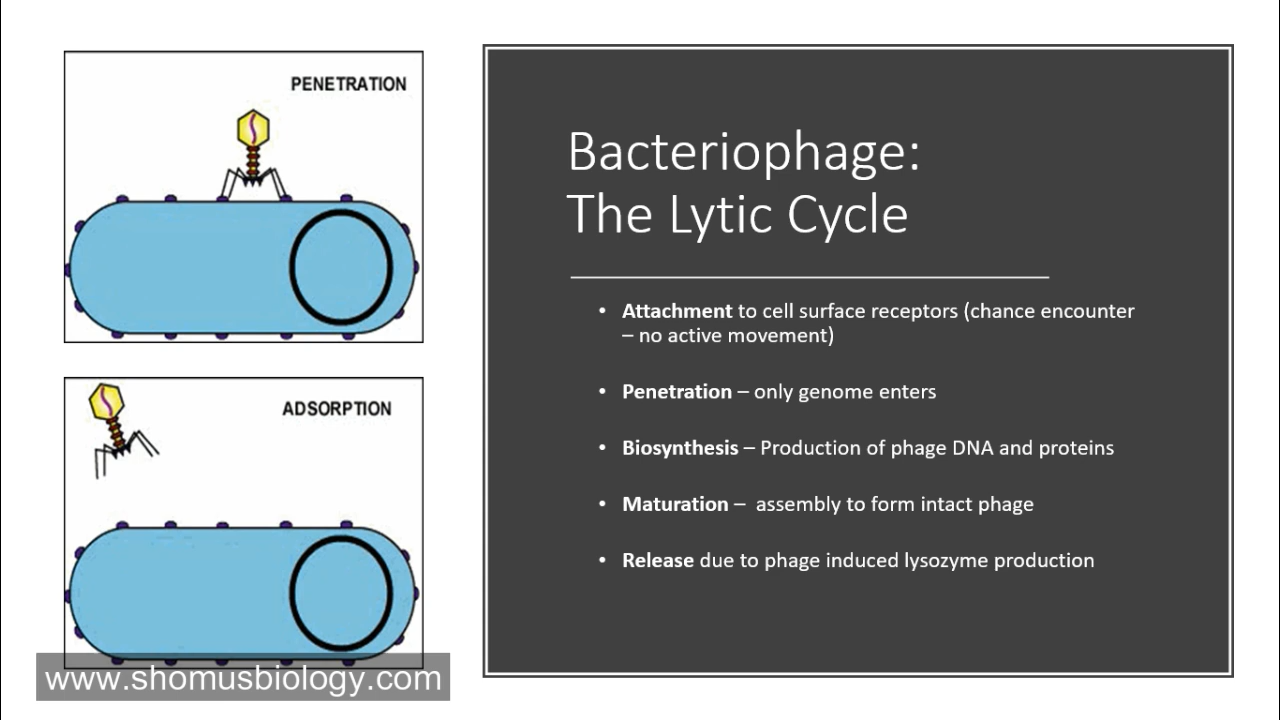 PENETRATION
ADSORPTION
www.shomusbiology.com
Bacteriophage:
The Lytic Cycle
• Attachment to cell surface receptors (chance encounter
– no active movement)
• Penetration – only genome enters
• Biosynthesis – Production of phage DNA and proteins
• Maturation – assembly to form intact phage
• Release due to phage induced lysozyme production